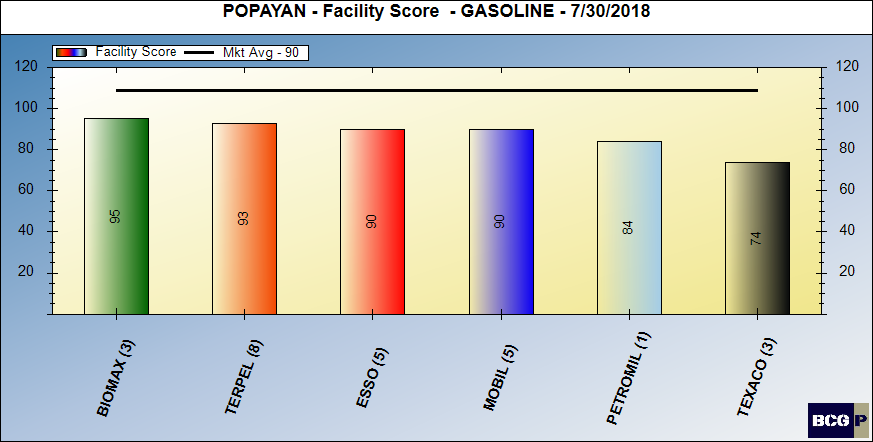 POPAYAN - Facility Score - GASOLINE - 7/30/2018
Facility Score Mkt Avg - 90
120 120
100 100
80 80
60 60
40 40
20 20
95 93 90 90 84 74
BIOMAX (3) TERPEL (8) ESSO (5) MOBIL (5) PETROMIL (1) TEXACO (3)
BCG P